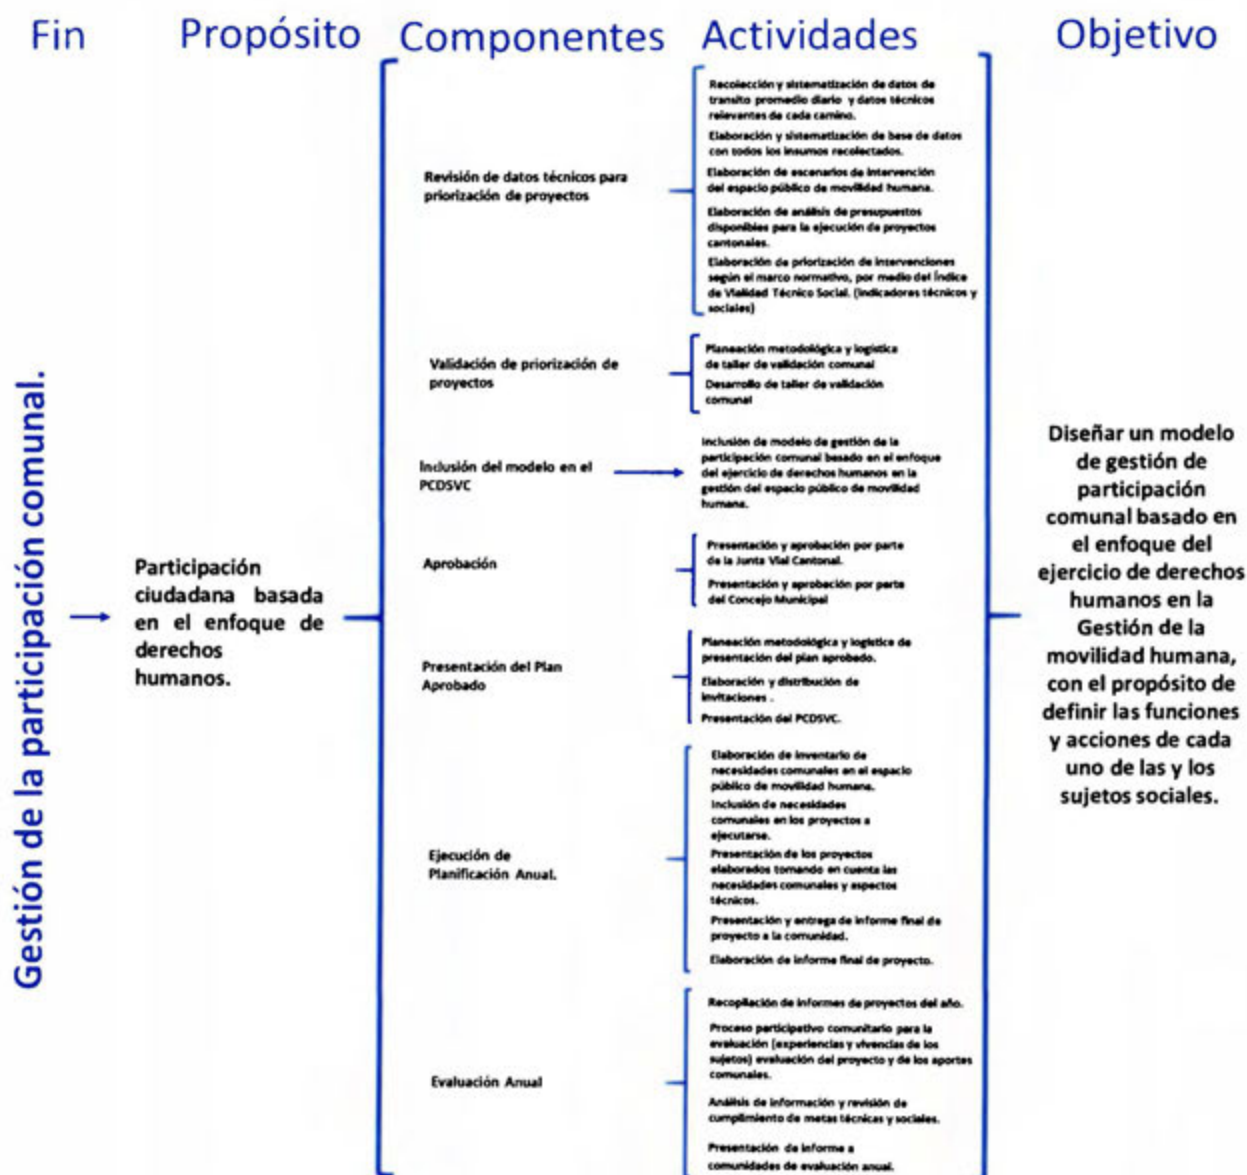 Fin
Propósito
Componentes
Actividades
Objetivo
Gestión de la participación comunal.
Participación
ciudadana basada
en el enfoque de
derechos
humanos.
Revisión de datos técnicos para
priorización de proyectos
Recolección y sistematización de datos de
transito promedio diario y datos técnicos
relevantes de cada camino.
Elaboración y sistematización de base de datos
con todos los insumos recolectados.
Elaboración de escenarios de intervención
del espacio público de movilidad humana.
Elaboración de análisis de presupuestos
disponibles para la ejecución de proyectos
cantonales.
Elaboración de priorización de intervenciones
según el marco normativo, por medio del Índice
de Vialidad Técnico Social. (indicadores técnicos y
sociales)
Validación de priorización de
proyectos
Planeación metodológica y logística
de taller de validación comunal
Desarrollo de taller de validación
comunal
Inclusión del modelo en el
PCDSVC
Inclusión de modelo de gestión de la
participación comunal basado en el enfoque
del ejercicio de derechos humanos en la
gestión del espacio público de movilidad
humana.
Aprobación
Presentación y aprobación por parte
de la Junta Vial Cantonal.
Presentación y aprobación por parte
del Concejo Municipal
Presentación del Plan
Aprobado
Planeación metodológica y logística de
presentación del plan aprobado.
Elaboración y distribución de
invitaciones .
Presentación del PCDSVC.
Ejecución de
Planificación Anual.
Elaboración de inventario de
necesidades comunales en el espacio
público de movilidad humana.
Inclusión de necesidades
comunales en los proyectos a
ejecutarse.
Presentación de los proyectos
elaborados tomando en cuenta las
necesidades comunales y aspectos
técnicos.
Presentación y entrega de informe final de
proyecto a la comunidad.
Elaboración de informe final de proyecto.
Evaluación Anual
Recopilación de informes de proyectos del año.
Proceso participativo comunitario para la
evaluación (experiencias y vivencias de los
sujetos) evaluación del proyecto y de los aportes
comunales.
Análisis de información y revisión de
cumplimiento de metas técnicas y sociales.
Presentación de informe a
comunidades de evaluación anual.
Diseñar un modelo
de gestión de
participación
comunal basado en
el enfoque del
ejercicio de derechos
humanos en la
Gestión de la
movilidad humana,
con el propósito de
definir las funciones
y acciones de cada
uno de las y los
sujetos sociales.